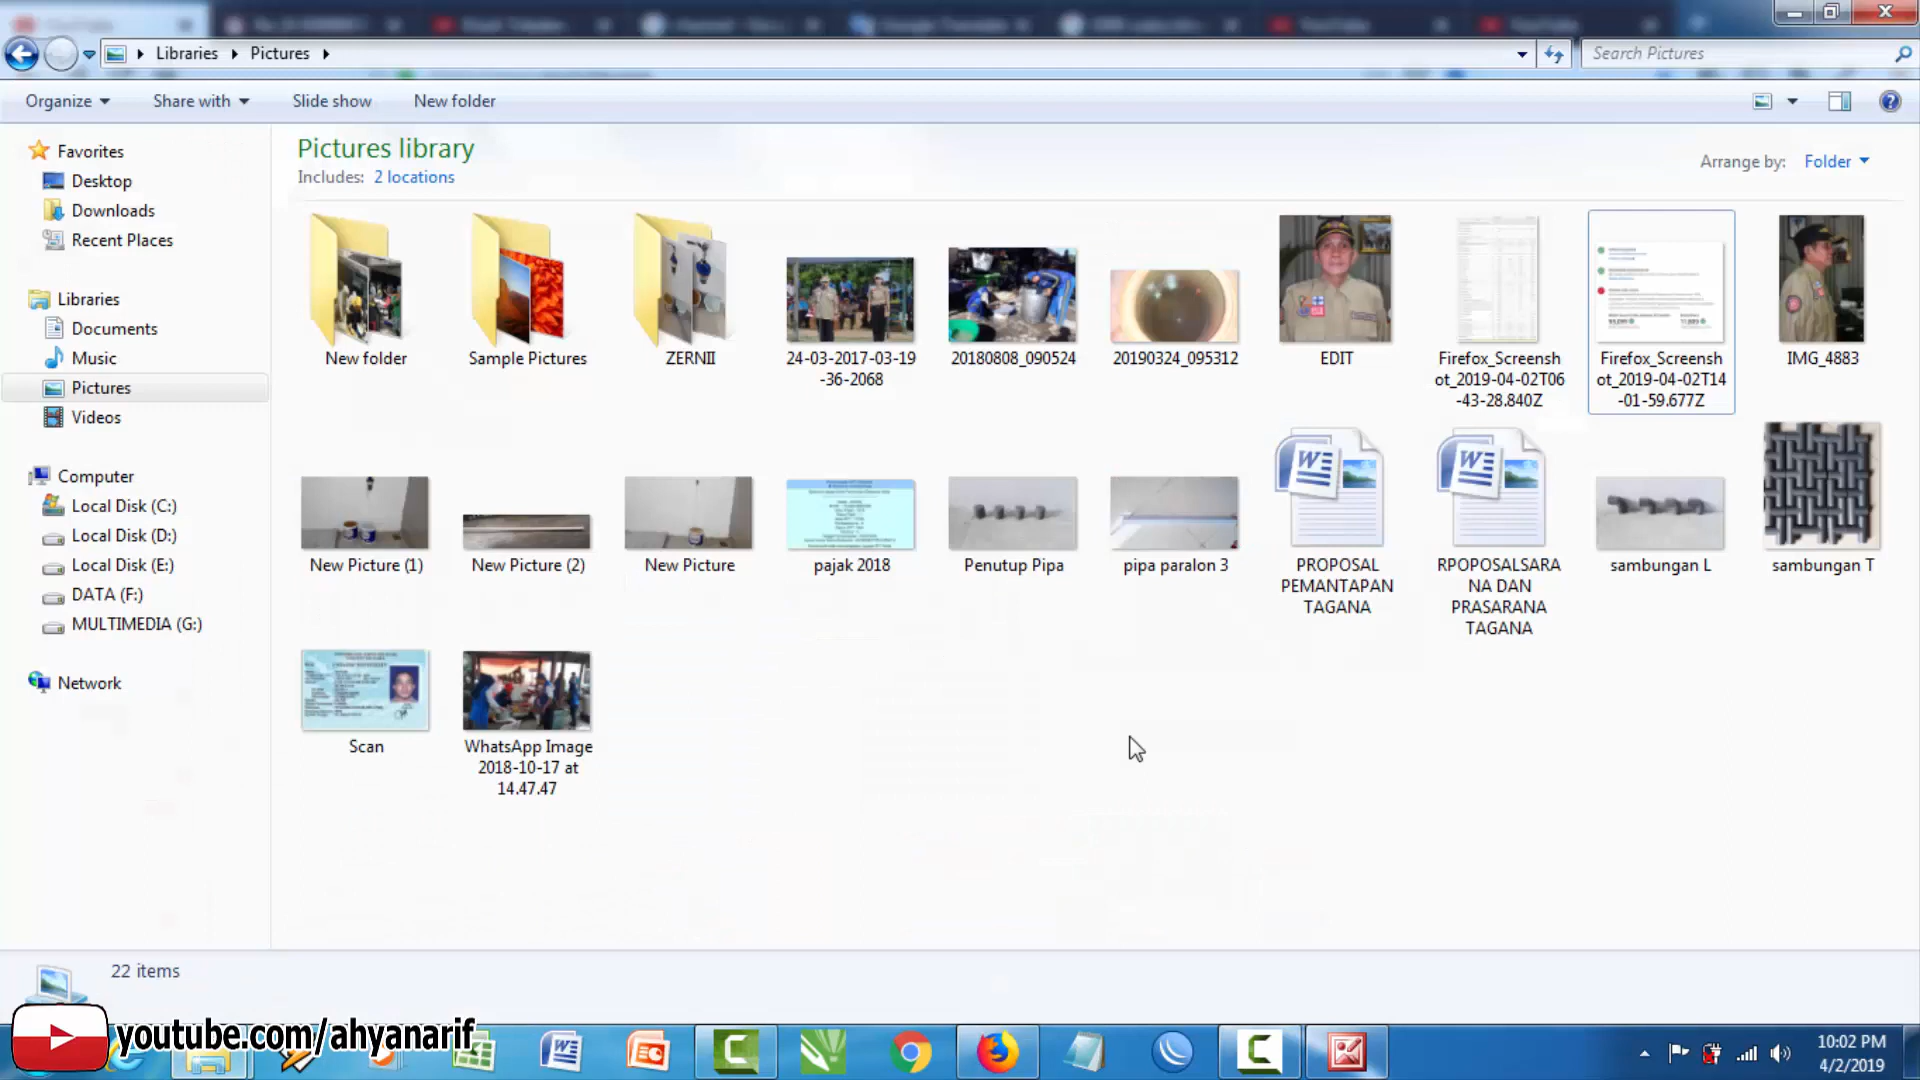 Libraries
Pictures
Search Pictures
Organize
Share with
Slide show
New folder
Favorites
Desktop
Downloads
Recent Places
Libraries
Documents
Music
Pictures
Videos
Computer
Local Disk (C:)
Local Disk (D:)
Local Disk (E:)
DATA (F:)
MULTIMEDIA (G:)
Network
Pictures library
Includes: 2 locations
Arrange by: Folder
New folder
Sample Pictures
ZERNII
24-03-2017-03-19
-36-2068
20180808_090524
20190324_095312
EDIT
Firefox_Screensh
ot_2019-04-02T06
-43-28.840Z
Firefox_Screensh
ot_2019-04-02T14
-01-59.677Z
IMG_4883
New Picture (1)
New Picture (2)
New Picture
pajak 2018
Penutup Pipa
pipa paralon 3
PROPOSAL
PEMANTAPAN
TAGANA
RPOPOSALSARA
NA DAN
PRASARANA
TAGANA
sambungan L
sambungan T
Scan
WhatsApp Image
2018-10-17 at
14.47.47
22 items
youtube.com/ahyanarif
10:02 PM
4/2/2019